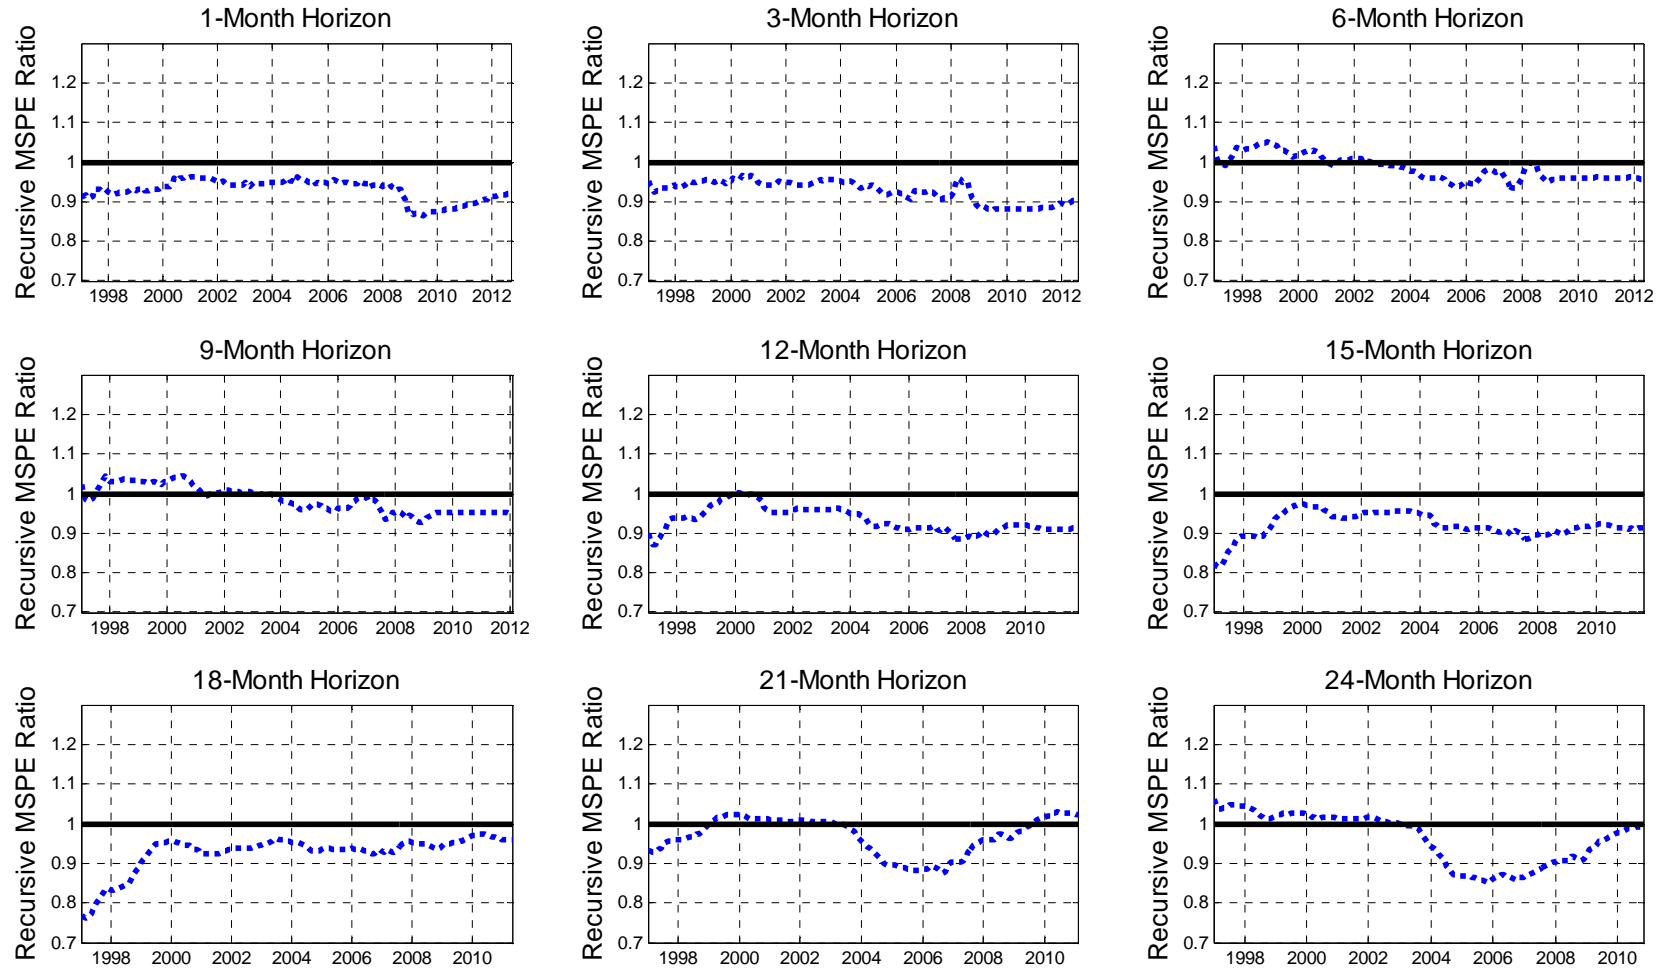 1-Month Horizon
Recursive MSPE Ratio
1.2
1.1
1
0.9
0.8
0.7
1998 2000 2002 2004 2006 2008 2010 2012
3-Month Horizon
Recursive MSPE Ratio
1.2
1.1
1
0.9
0.8
0.7
1998 2000 2002 2004 2006 2008 2010 2012
6-Month Horizon
Recursive MSPE Ratio
1.2
1.1
1
0.9
0.8
0.7
1998 2000 2002 2004 2006 2008 2010 2012
9-Month Horizon
Recursive MSPE Ratio
1.2
1.1
1
0.9
0.8
0.7
1998 2000 2002 2004 2006 2008 2010 2012
12-Month Horizon
Recursive MSPE Ratio
1.2
1.1
1
0.9
0.8
0.7
1998 2000 2002 2004 2006 2008 2010
15-Month Horizon
Recursive MSPE Ratio
1.2
1.1
1
0.9
0.8
0.7
1998 2000 2002 2004 2006 2008 2010
18-Month Horizon
Recursive MSPE Ratio
1.2
1.1
1
0.9
0.8
0.7
1998 2000 2002 2004 2006 2008 2010
21-Month Horizon
Recursive MSPE Ratio
1.2
1.1
1
0.9
0.8
0.7
1998 2000 2002 2004 2006 2008 2010
24-Month Horizon
Recursive MSPE Ratio
1.2
1.1
1
0.9
0.8
0.7
1998 2000 2002 2004 2006 2008 2010